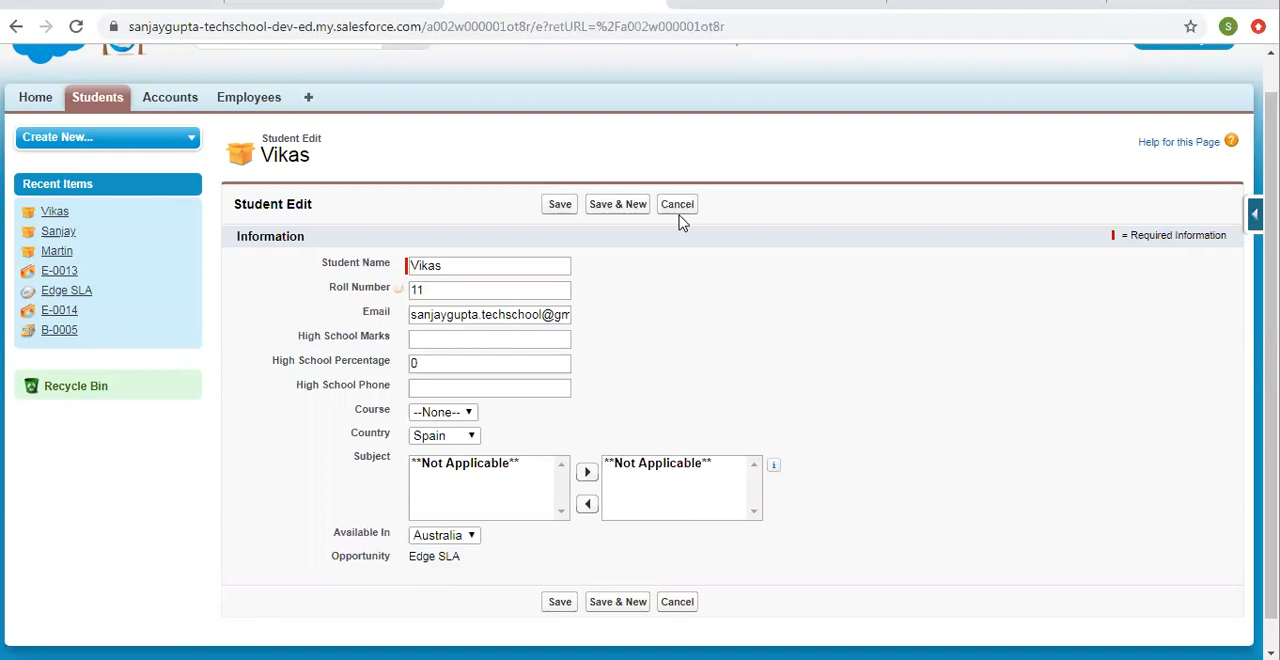 sanjaygupta-techschool-dev-ed.my.salesforce.com/a002w000001ot8r/e?retURL=%2Fa002w000001ot8r
S
Home Students Accounts Employees +
Create New...
Student Edit
Vikas
Help for this Page ?
Recent Items
Vikas
Sanjay
Martin
E-0013
Edge SLA
E-0014
B-0005
Recycle Bin
Student Edit Save Save & New Cancel
Information = Required Information
Student Name Vikas
Roll Number 11
Email sanjaygupta.techschool@gm
High School Marks
High School Percentage 0
High School Phone
Course --None--
Country Spain
Subject **Not Applicable** **Not Applicable** i
Available In Australia
Opportunity Edge SLA
Save Save & New Cancel